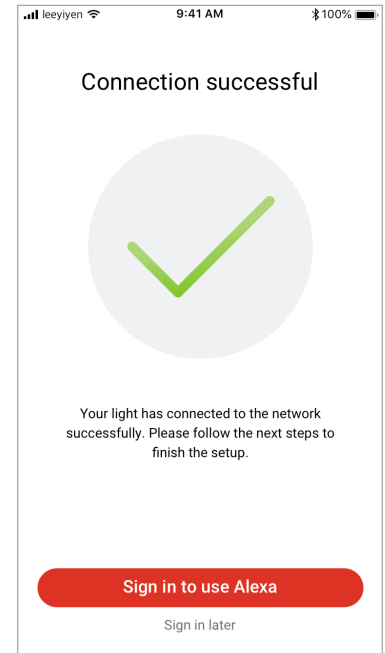 leeyiyen 9:41 AM 100%
Connection successful
Your light has connected to the network
successfully. Please follow the next steps to
finish the setup.
Sign in to use Alexa
Sign in later